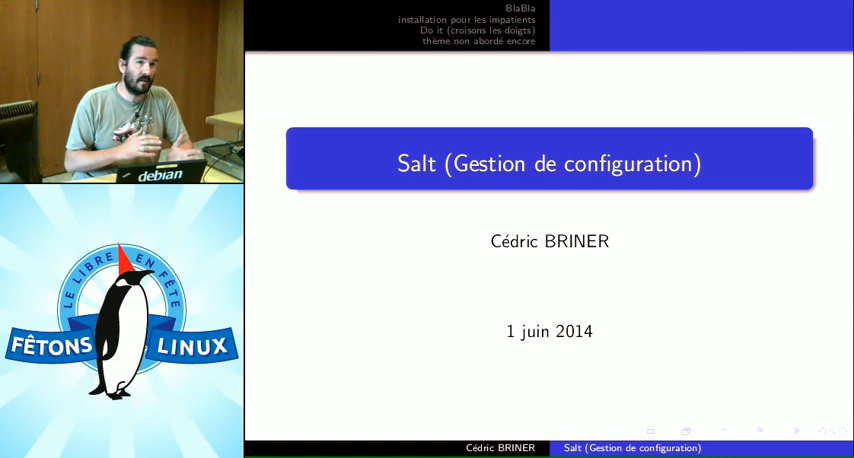 BlaBla
installation pour les impatients
Do it (croisons les doigts)
thème non abordé encore
debian
Salt (Gestion de configuration)
Cédric BRINER
1 juin 2014
LE LIBRE EN FÊTE
FÊTONS LINUX
Cédric BRINER
Salt (Gestion de configuration)